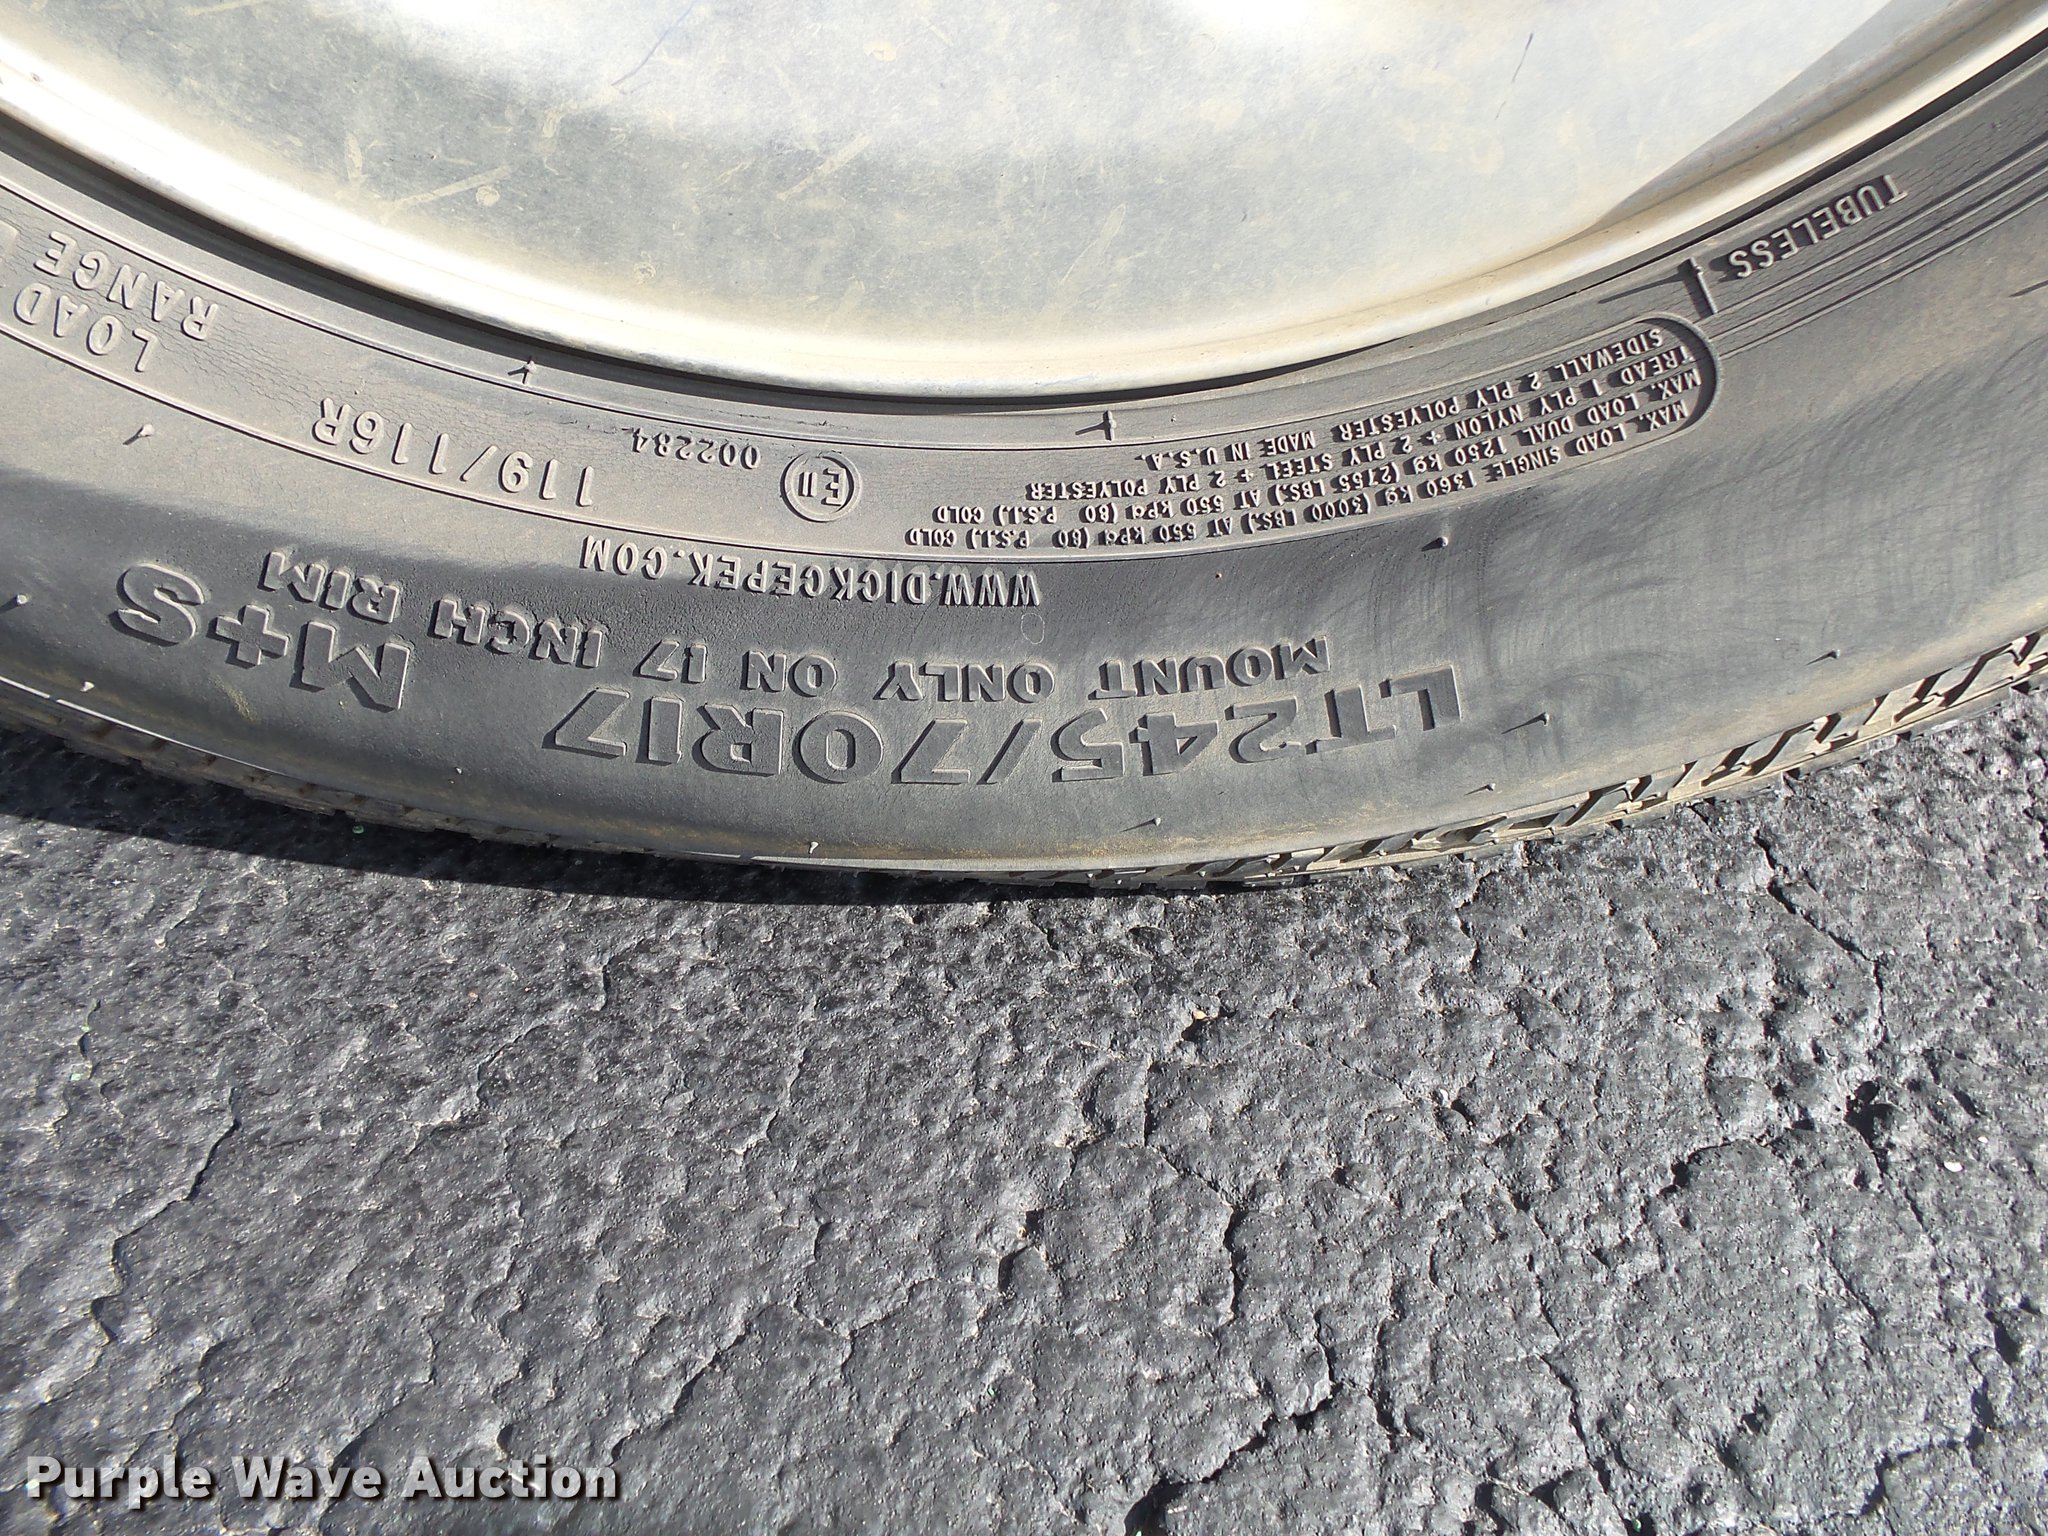 TUBELESS
MAX. LOAD SINGLE 1360 kg (3000 LBS.) AT 550 kPa (80 P.S.I.) COLD
MAX. LOAD DUAL 1250 kg (2755 LBS.) AT 550 kPa (80 P.S.I.) COLD
TREAD 1 PLY NYLON + 2 PLY STEEL + 2 PLY POLYESTER
SIDEWALL 2 PLY POLYESTER MADE IN U.S.A.
E11
002284
119/116R
LOAD
RANGE
WWW.DICKCEPEK.COM
MOUNT ONLY ON 17 INCH RIM
LT245/70R17
M+S
Purple Wave Auction